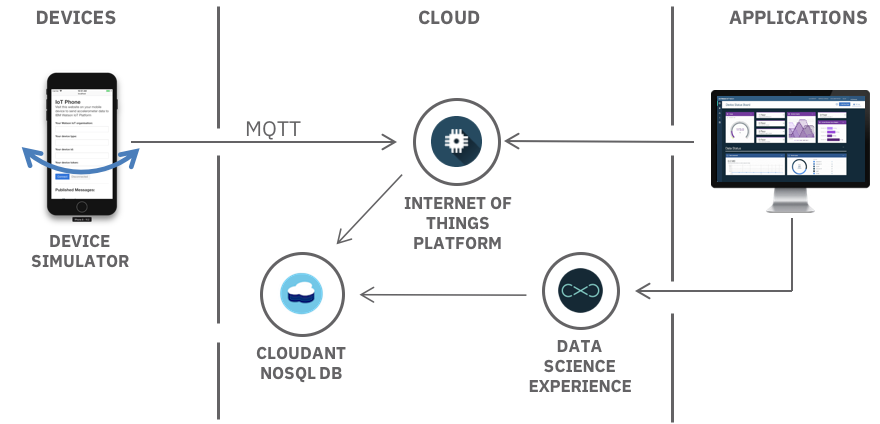 DEVICES
CLOUD
APPLICATIONS
IoT Phone
Published Messages:
MQTT
DEVICE
SIMULATOR
INTERNET OF
THINGS
PLATFORM
CLOUDANT
NOSQL DB
DATA
SCIENCE
EXPERIENCE